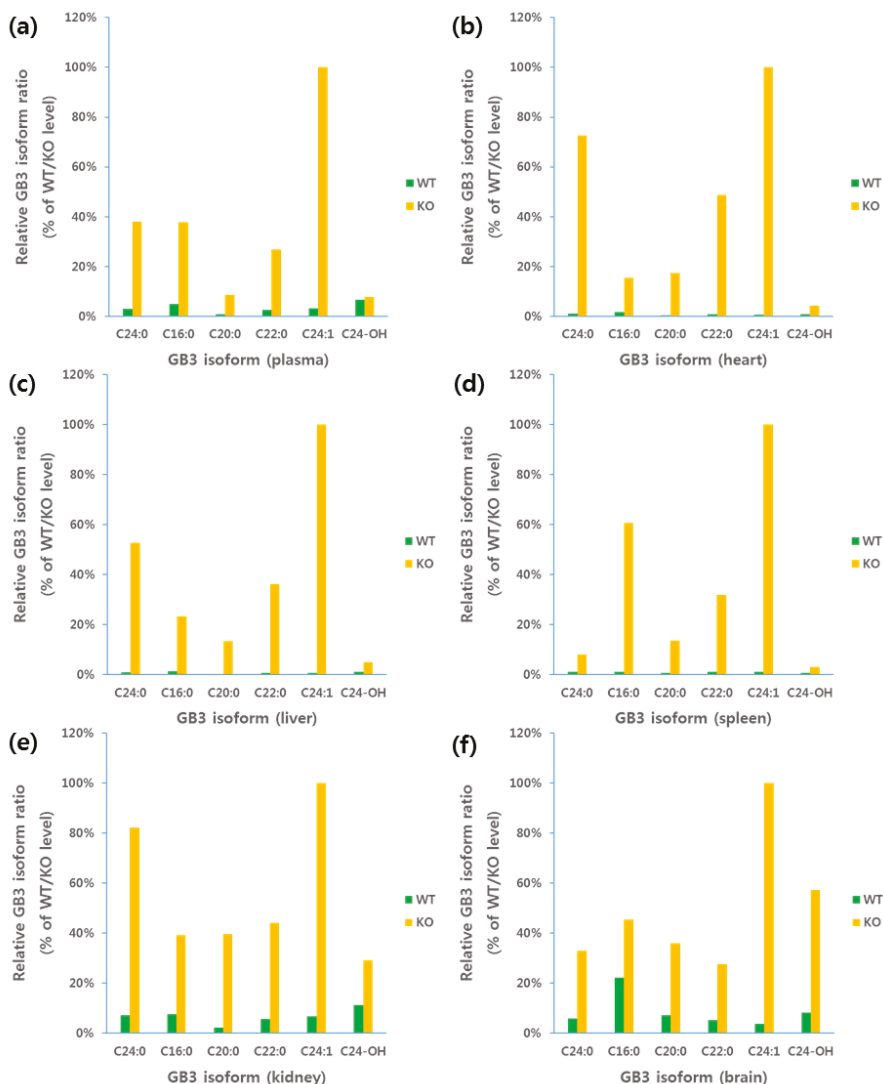 (a)
120%
100%
80%
60%
40%
20%
0%
Relative GB3 isoform ratio
(% of WT/KO level)
WT
KO
C24:0 C16:0 C20:0 C22:0 C24:1 C24-OH
GB3 isoform (plasma)
(b)
120%
100%
80%
60%
40%
20%
0%
Relative GB3 isoform ratio
(% of WT/KO level)
WT
KO
C24:0 C16:0 C20:0 C22:0 C24:1 C24-OH
GB3 isoform (heart)
(c)
120%
100%
80%
60%
40%
20%
0%
Relative GB3 isoform ratio
(% of WT/KO level)
WT
KO
C24:0 C16:0 C20:0 C22:0 C24:1 C24-OH
GB3 isoform (liver)
(d)
120%
100%
80%
60%
40%
20%
0%
Relative GB3 isoform ratio
(% of WT/KO level)
WT
KO
C24:0 C16:0 C20:0 C22:0 C24:1 C24-OH
GB3 isoform (spleen)
(e)
120%
100%
80%
60%
40%
20%
0%
Relative GB3 isoform ratio
(% of WT/KO level)
WT
KO
C24:0 C16:0 C20:0 C22:0 C24:1 C24-OH
GB3 isoform (kidney)
(f)
120%
100%
80%
60%
40%
20%
0%
Relative GB3 isoform ratio
(% of WT/KO level)
WT
KO
C24:0 C16:0 C20:0 C22:0 C24:1 C24-OH
GB3 isoform (brain)